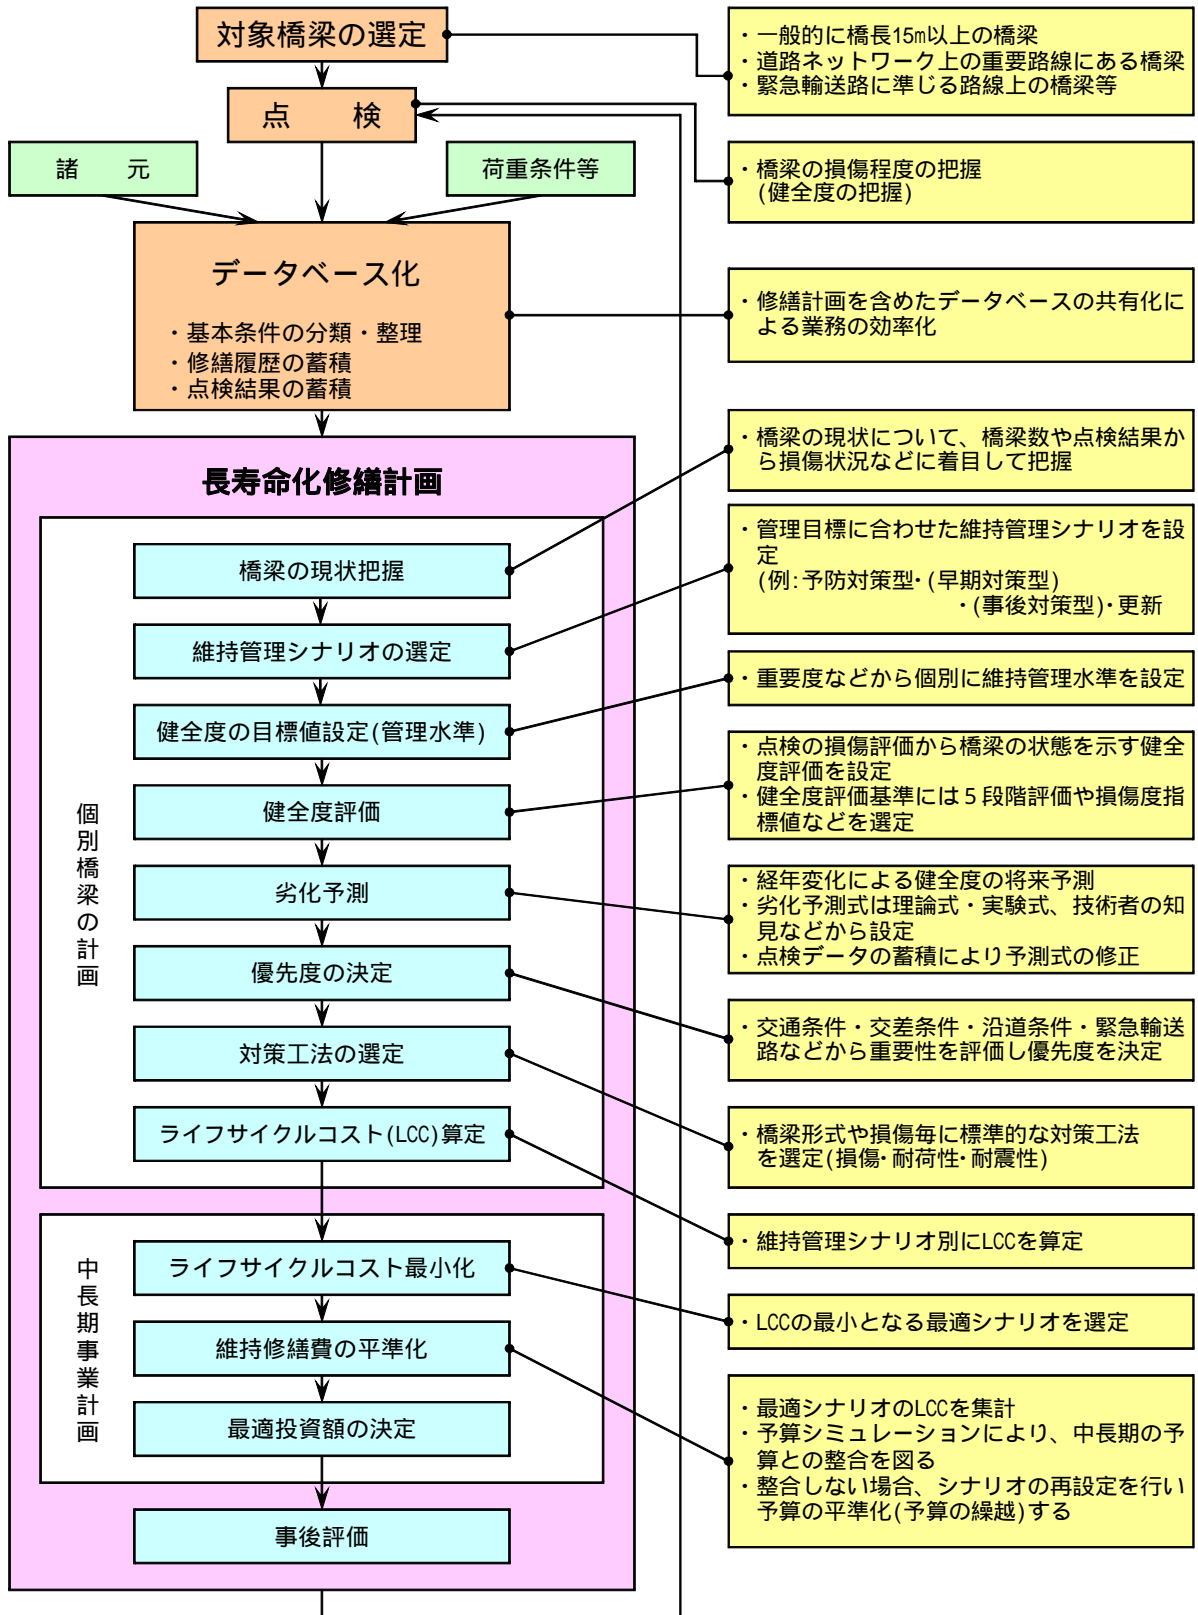 対象橋梁の選定
・一般的に橋長15m以上の橋梁
・道路ネットワーク上の重要路線にある橋梁
・緊急輸送路に準じる路線上の橋梁等
点　　検
諸　　元
荷重条件等
・橋梁の損傷程度の把握
(健全度の把握)
データベース化
・基本条件の分類・整理
・修繕履歴の蓄積
・点検結果の蓄積
・修繕計画を含めたデータベースの共有化に
よる業務の効率化
長寿命化修繕計画
個別橋梁の計画
橋梁の現状把握
・橋梁の現状について、橋梁数や点検結果か
ら損傷状況などに着目して把握
維持管理シナリオの選定
・管理目標に合わせた維持管理シナリオを設
定
(例:予防対策型・(早期対策型)
・(事後対策型)・更新
健全度の目標値設定(管理水準)
・重要度などから個別に維持管理水準を設定
健全度評価
・点検の損傷評価から橋梁の状態を示す健全
度評価を設定
・健全度評価基準には５段階評価や損傷度指
標値などを選定
劣化予測
・経年変化による健全度の将来予測
・劣化予測式は理論式・実験式、技術者の知
見などから設定
・点検データの蓄積により予測式の修正
優先度の決定
・交通条件・交差条件・沿道条件・緊急輸送
路などから重要性を評価し優先度を決定
対策工法の選定
・橋梁形式や損傷毎に標準的な対策工法
を選定(損傷・耐荷性・耐震性)
ライフサイクルコスト(LCC)算定
・維持管理シナリオ別にLCCを算定
中長期事業計画
ライフサイクルコスト最小化
・LCCの最小となる最適シナリオを選定
維持修繕費の平準化
・最適シナリオのLCCを集計
・予算シミュレーションにより、中長期の予
算との整合を図る
・整合しない場合、シナリオの再設定を行い
予算の平準化(予算の繰越)する
最適投資額の決定
事後評価